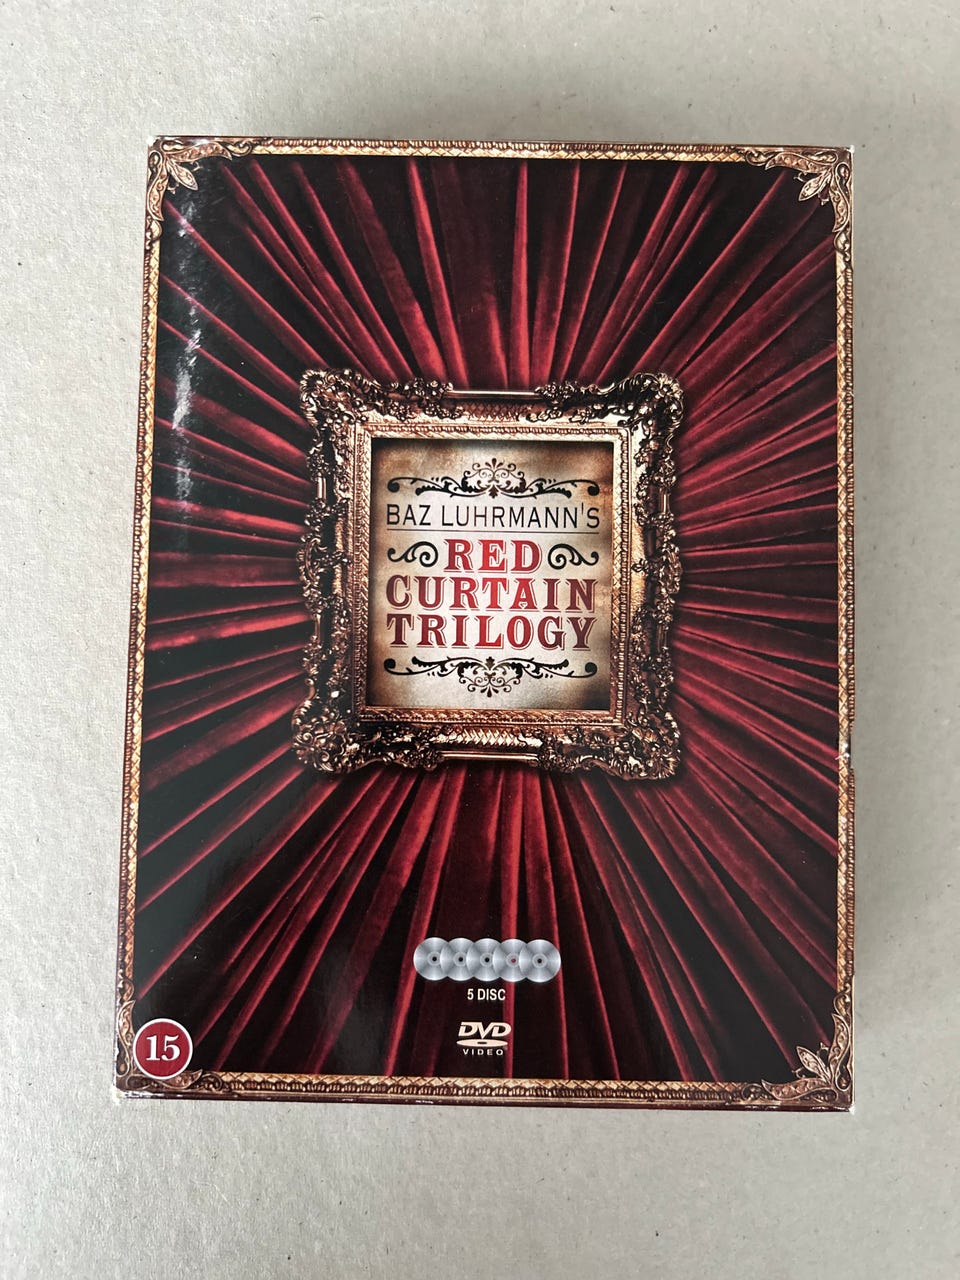 BAZ LUHRMANN'S
RED
CURTAIN
TRILOGY
5 DISC
DVD
VIDEO
15